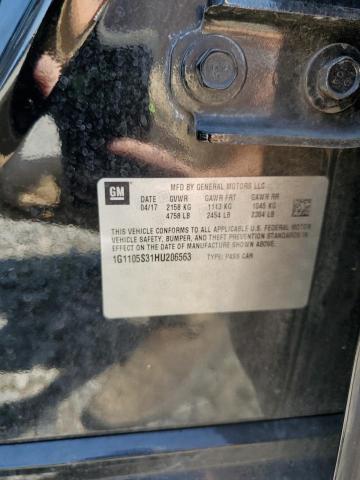 GM
MFD BY GENERAL MOTORS LLC
DATE GVWR GAWR FRT GAWR RR
04/17 2158 KG 1113 KG 1045 KG
4758 LB 2454 LB 2304 LB
THIS VEHICLE CONFORMS TO ALL APPLICABLE U.S. FEDERAL MOTOR
VEHICLE SAFETY, BUMPER, AND THEFT PREVENTION STANDARDS IN
EFFECT ON THE DATE OF MANUFACTURE SHOWN ABOVE.
1G1105S31HU206563 TYPE: PASS CAR